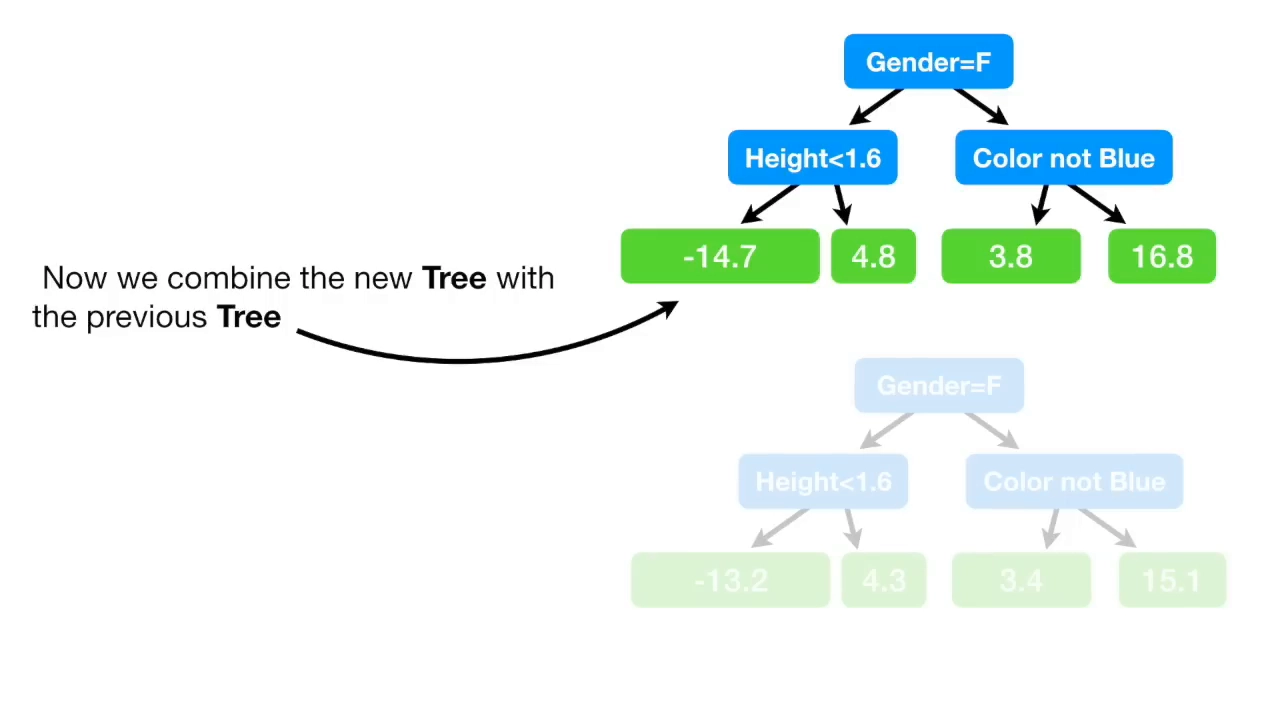 Gender=F
Height<1.6 Color not Blue
-14.7 4.8 3.8 16.8
Now we combine the new Tree with
the previous Tree
Gender=F
Height<1.6 Color not Blue
-13.2 4.3 3.4 15.1